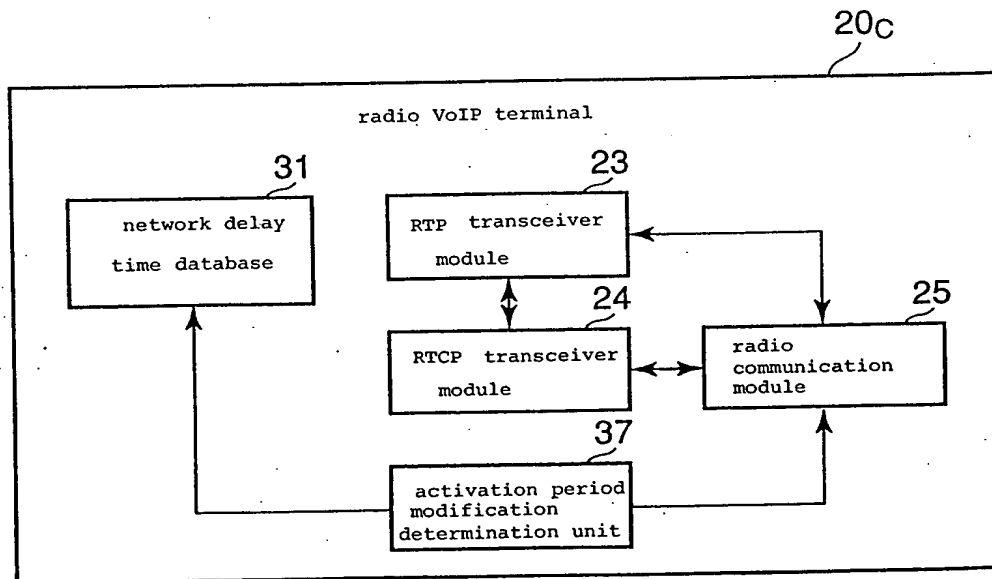 20C
radio VoIP terminal
31
network delay
time database
23
RTP transceiver
module
24
RTCP transceiver
module
25
radio
communication
module
37
activation period
modification
determination unit